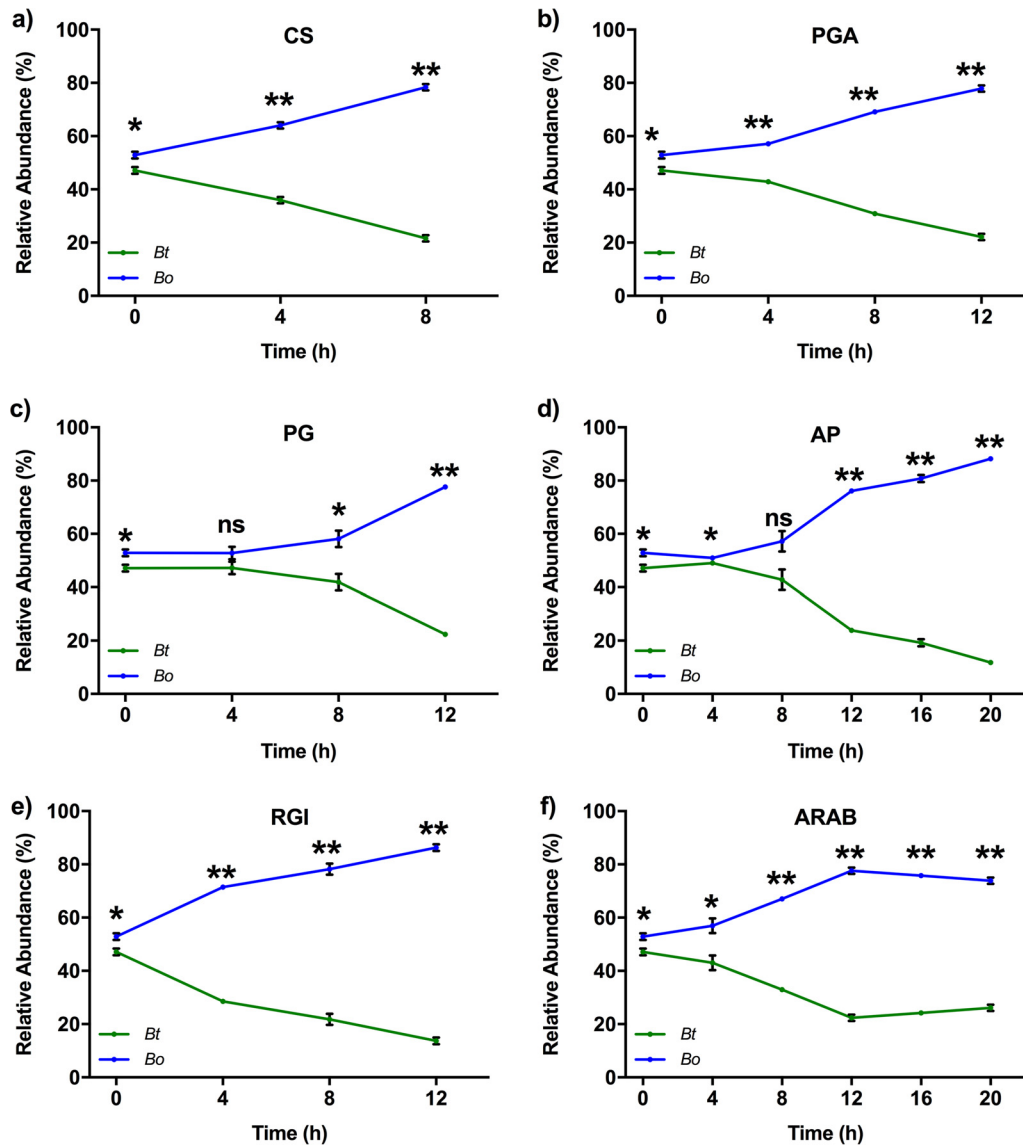 a)
CS
Relative Abundance (%)
100
80
60
40
20
0
* ** **
Bt
Bo
0 4 8
Time (h)
b)
PGA
Relative Abundance (%)
100
80
60
40
20
0
* ** ** **
Bt
Bo
0 4 8 12
Time (h)
c)
PG
Relative Abundance (%)
100
80
60
40
20
0
* ns * **
Bt
Bo
0 4 8 12
Time (h)
d)
AP
Relative Abundance (%)
100
80
60
40
20
0
* * ns ** ** **
Bt
Bo
0 4 8 12 16 20
Time (h)
e)
RGI
Relative Abundance (%)
100
80
60
40
20
0
* ** ** **
Bt
Bo
0 4 8 12
Time (h)
f)
ARAB
Relative Abundance (%)
100
80
60
40
20
0
* * ** ** ** **
Bt
Bo
0 4 8 12 16 20
Time (h)